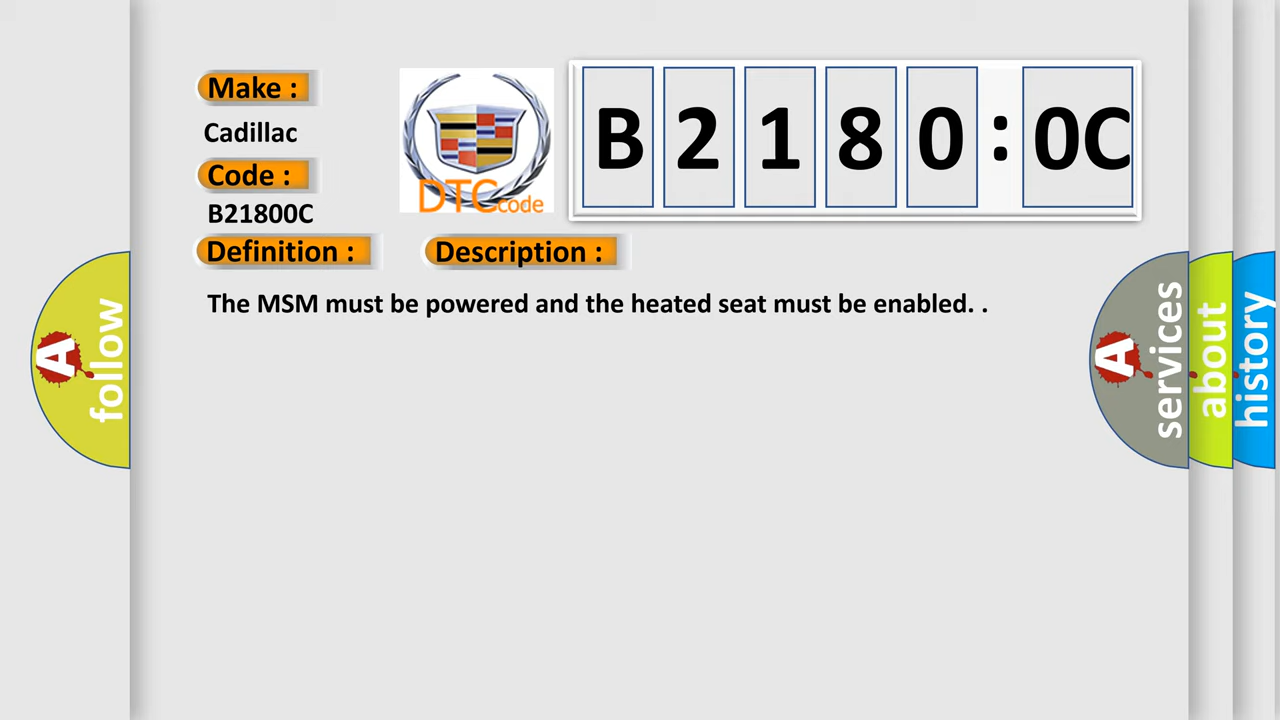 Make :
Cadillac
Code :
B21800C
Definition :
Description :
The MSM must be powered and the heated seat must be enabled. .
DTC code
B 2 1 8 0 : 0C
A follow
A services
about
history